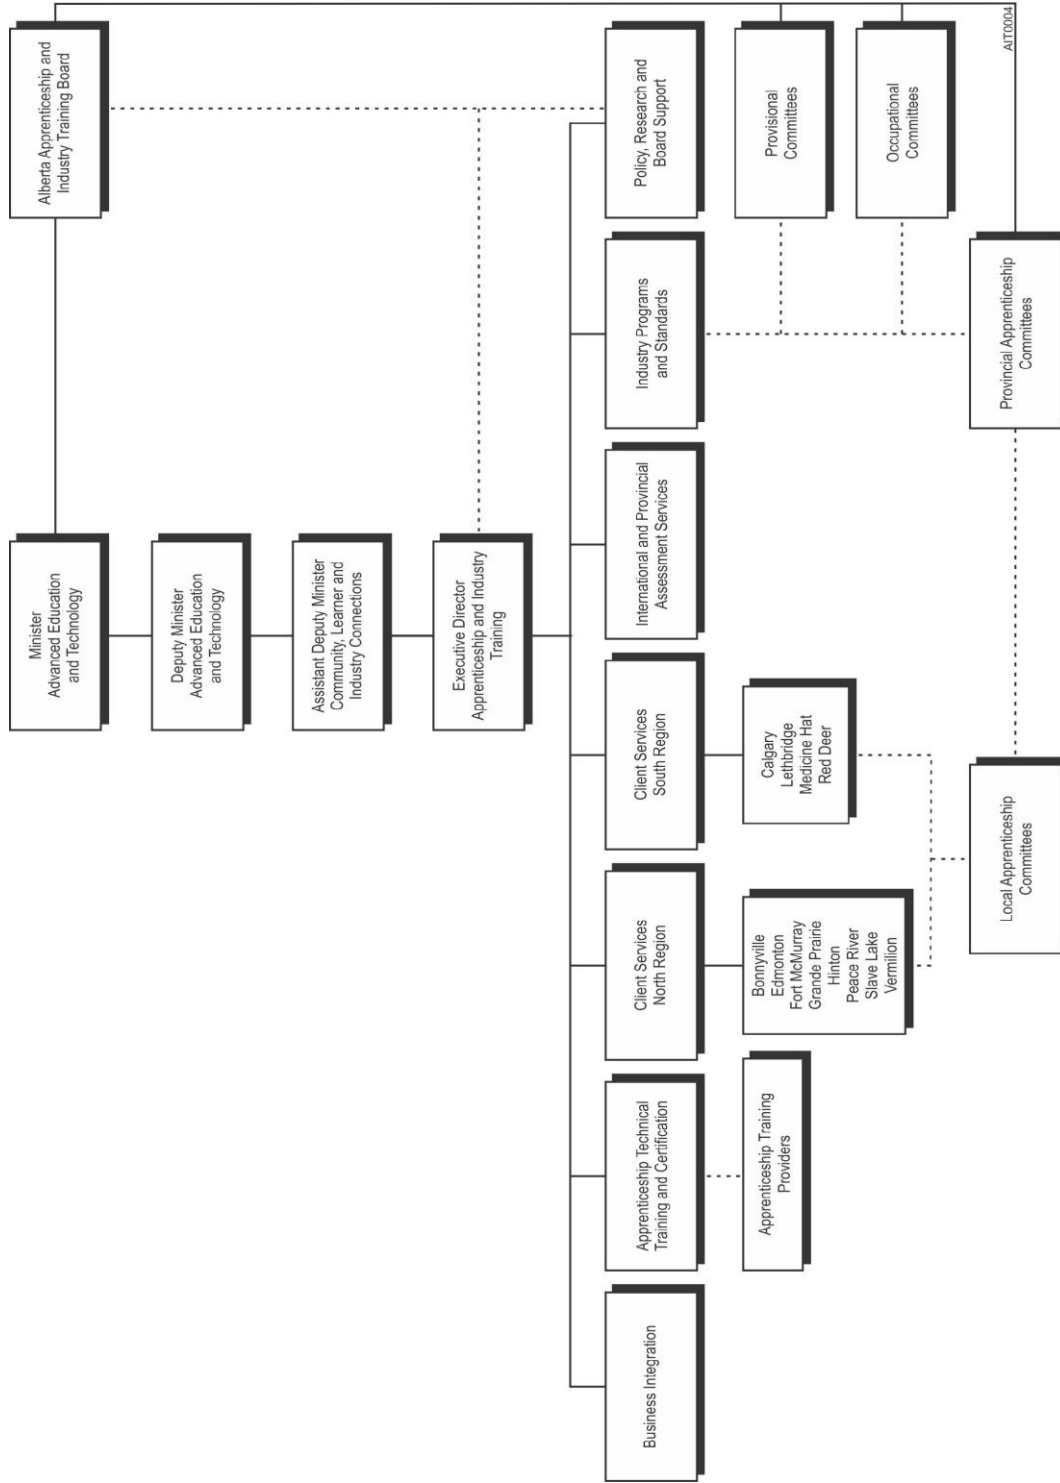 Alberta Apprenticeship and
Industry Training Board
Minister
Advanced Education
and Technology
Deputy Minister
Advanced Education
and Technology
Assistant Deputy Minister
Community, Learner and
Industry Connections
Executive Director
Apprenticeship and Industry
Training
Business Integration
Apprenticeship Technical
Training and Certification
Client Services
North Region
Client Services
South Region
International and Provincial
Assessment Services
Industry Programs
and Standards
Policy, Research and
Board Support
Apprenticeship Training
Providers
Bonnyville
Edmonton
Fort McMurray
Grande Prairie
Hinton
Peace River
Slave Lake
Vermilion
Calgary
Lethbridge
Medicine Hat
Red Deer
Provisional
Committees
Occupational
Committees
Local Apprenticeship
Committees
Provincial Apprenticeship
Committees
AIT0004